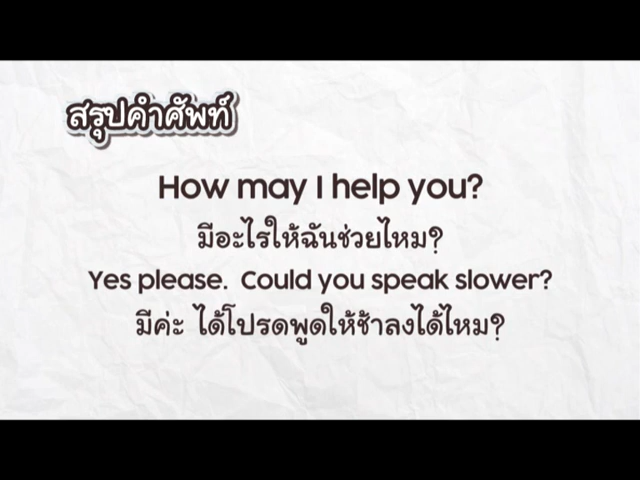 สรุปคำศัพท์
How may I help you?
มีอะไรให้ฉันช่วยไหม?
Yes please. Could you speak slower?
มีค่ะ ได้โปรดพูดให้ช้าลงได้ไหม?